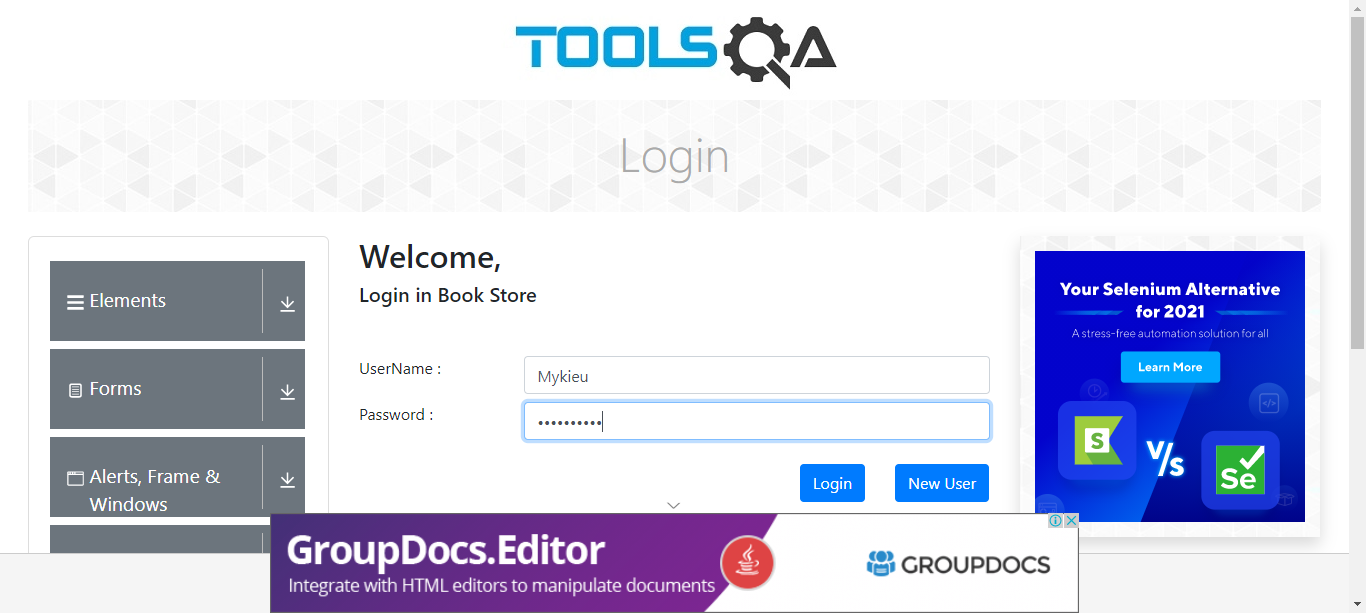 TOOLSQA
Login
Elements
Forms
Alerts, Frame &
Windows
Welcome,
Login in Book Store
UserName :
Mykieu
Password :
••••••••••
Login
New User
Your Selenium Alternative
for 2021
A stress-free automation solution for all
Learn More
S
V/s
Se
GroupDocs.Editor
Integrate with HTML editors to manipulate documents
GROUPDOCS